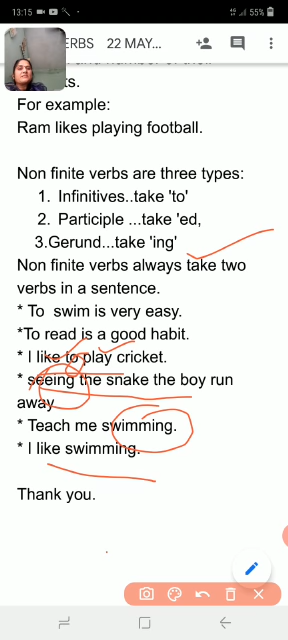 13:15 55%
ERBS 22 MAY...
ts.
For example:
Ram likes playing football.
Non finite verbs are three types:
1. Infinitives..take 'to'
2. Participle ...take 'ed,
3.Gerund...take 'ing'
Non finite verbs always take two
verbs in a sentence.
* To swim is very easy.
*To read is a good habit.
* I like to play cricket.
* seeing the snake the boy run
away
* Teach me swimming.
* I like swimming.
Thank you.